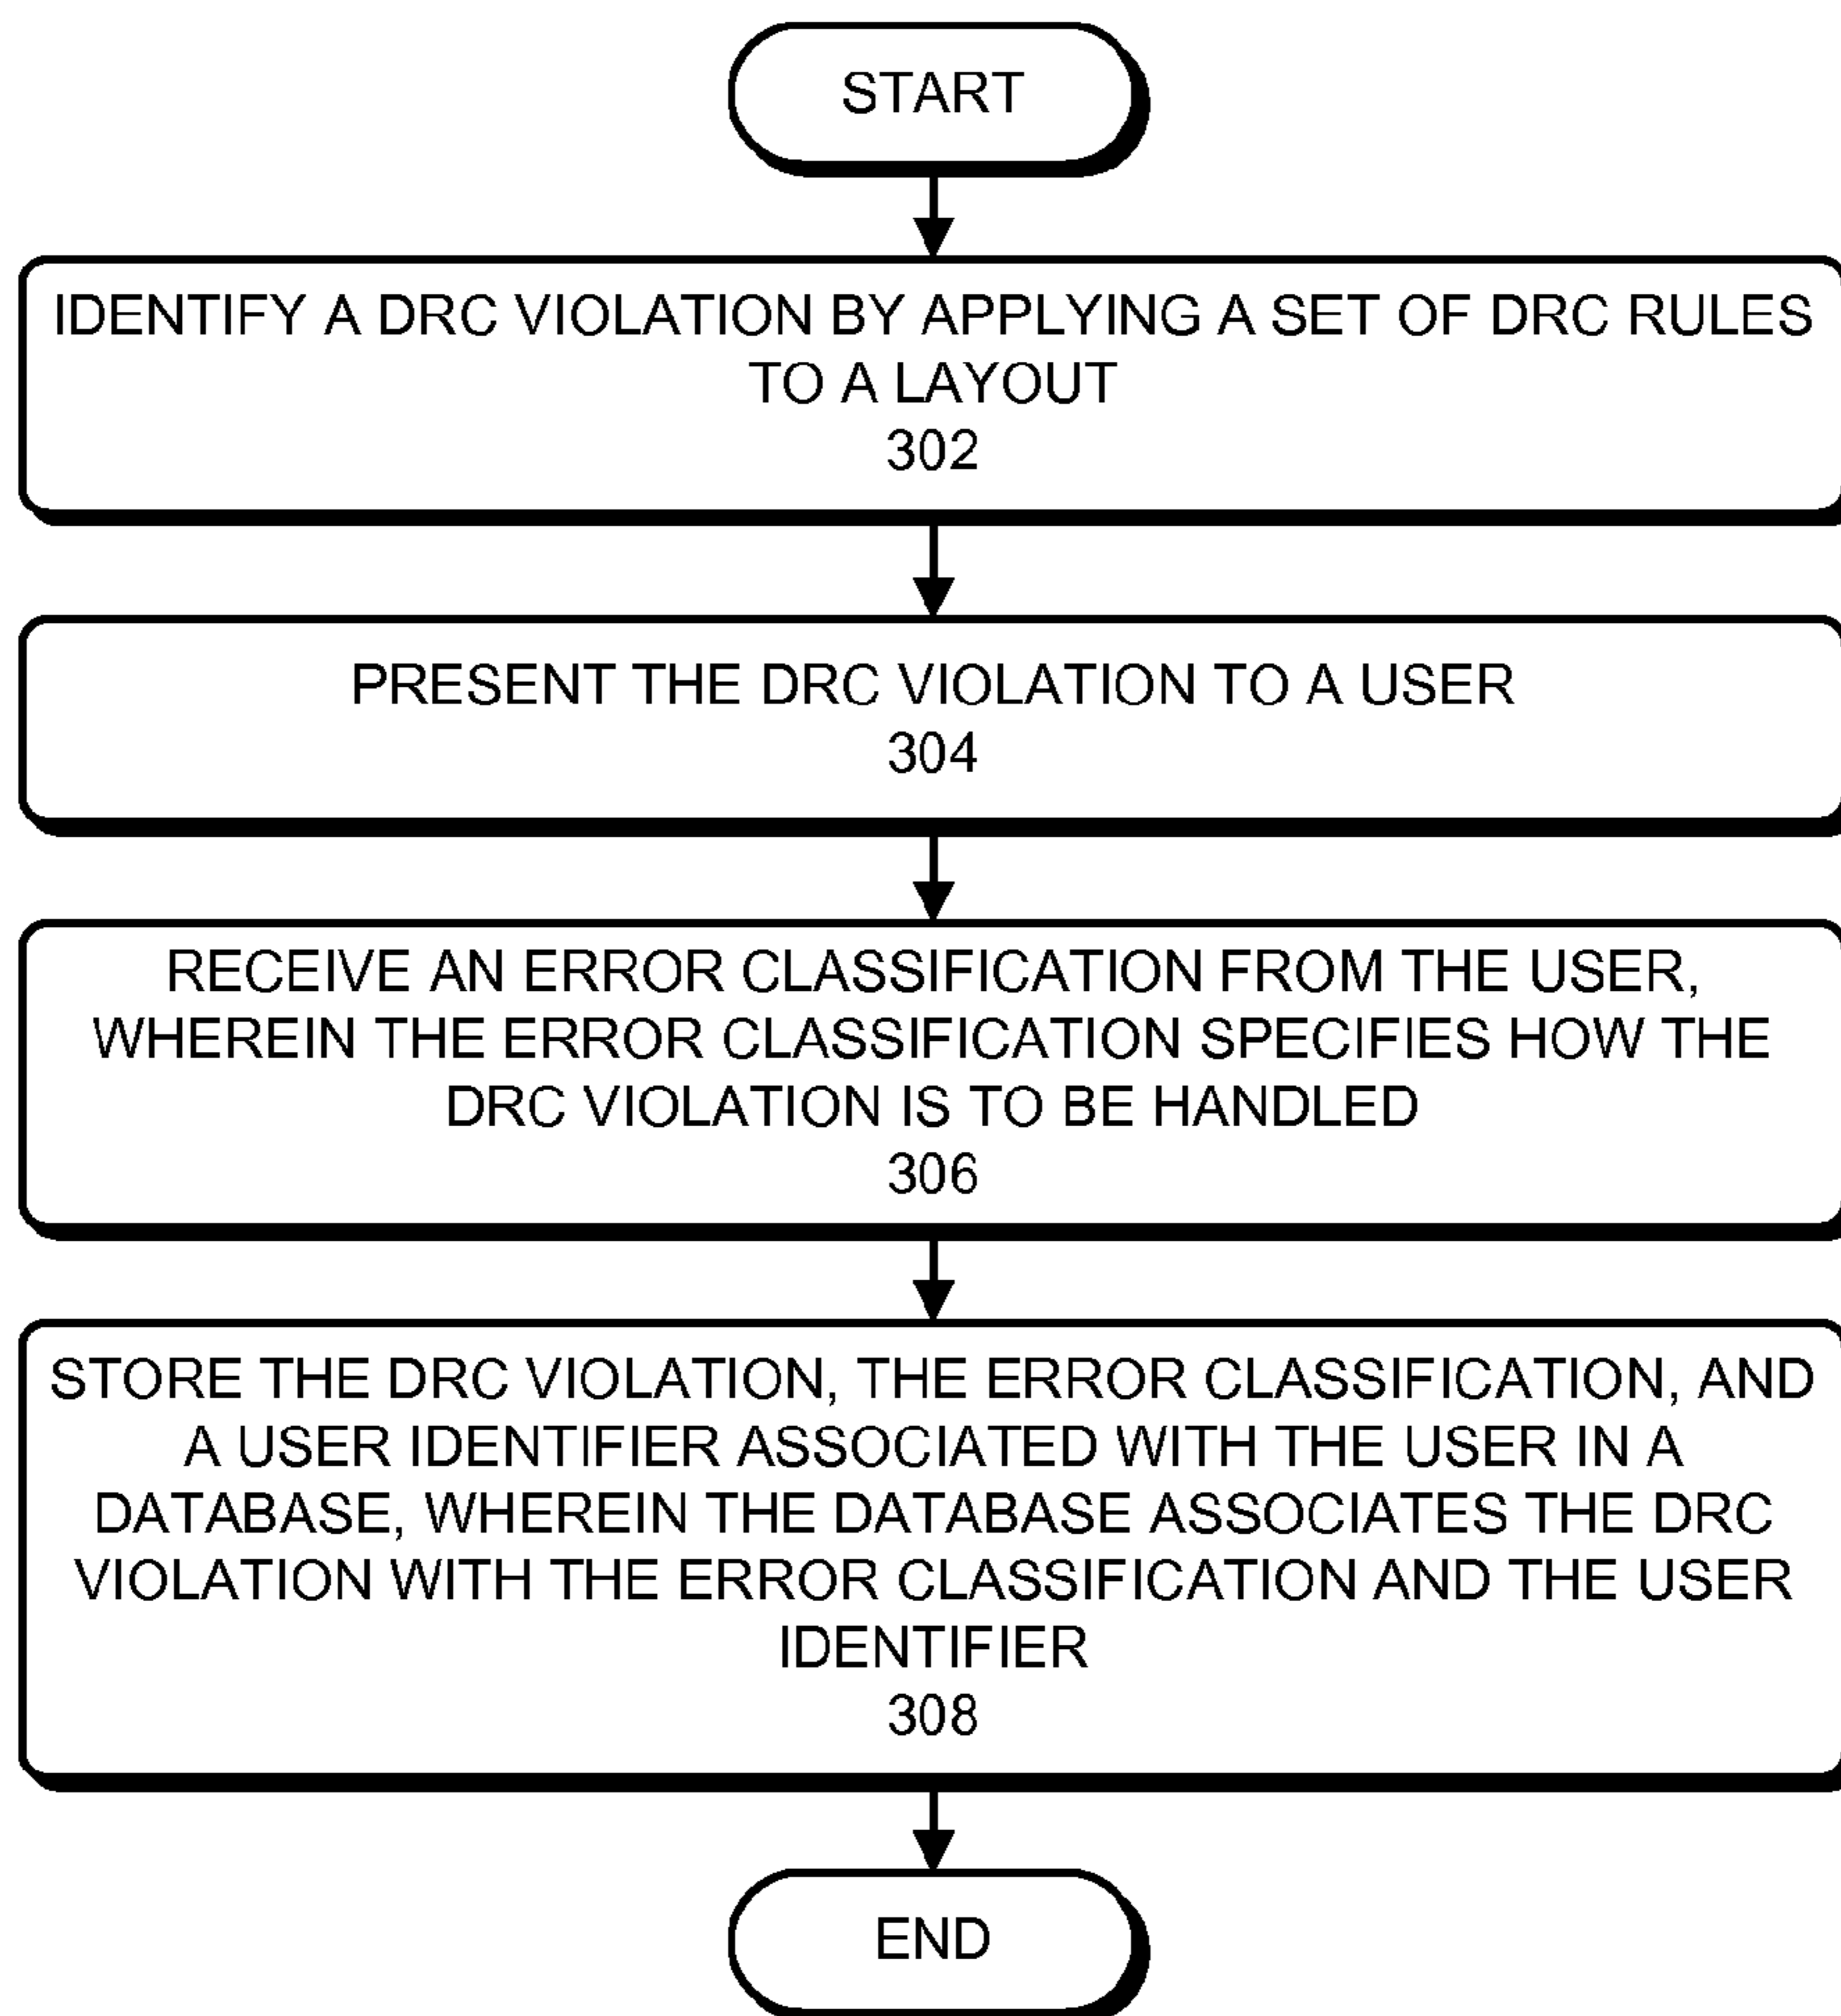 START
IDENTIFY A DRC VIOLATION BY APPLYING A SET OF DRC RULES
TO A LAYOUT
302
PRESENT THE DRC VIOLATION TO A USER
304
RECEIVE AN ERROR CLASSIFICATION FROM THE USER,
WHEREIN THE ERROR CLASSIFICATION SPECIFIES HOW THE
DRC VIOLATION IS TO BE HANDLED
306
STORE THE DRC VIOLATION, THE ERROR CLASSIFICATION, AND
A USER IDENTIFIER ASSOCIATED WITH THE USER IN A
DATABASE, WHEREIN THE DATABASE ASSOCIATES THE DRC
VIOLATION WITH THE ERROR CLASSIFICATION AND THE USER
IDENTIFIER
308
END